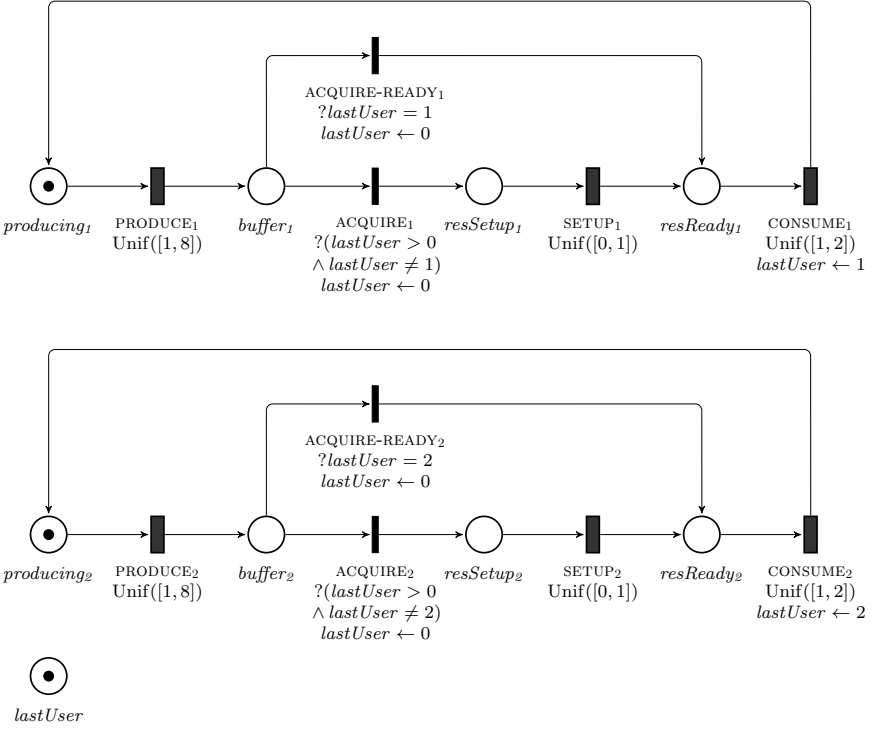 ACQUIRE-READY₁
?lastUser = 1
lastUser ← 0
producing₁ PRODUCE₁ buffer₁ ACQUIRE₁ resSetup₁ SETUP₁ resReady₁ CONSUME₁
Unif([1, 8]) ?(lastUser > 0 Unif([0, 1]) Unif([1, 2])
∧ lastUser ≠ 1) lastUser ← 1
lastUser ← 0
ACQUIRE-READY₂
?lastUser = 2
lastUser ← 0
producing₂ PRODUCE₂ buffer₂ ACQUIRE₂ resSetup₂ SETUP₂ resReady₂ CONSUME₂
Unif([1, 8]) ?(lastUser > 0 Unif([0, 1]) Unif([1, 2])
∧ lastUser ≠ 2) lastUser ← 2
lastUser ← 0
lastUser